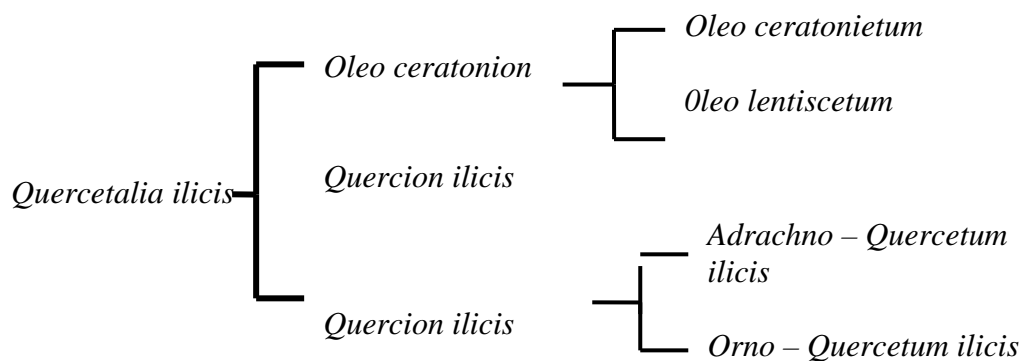 Quercetalia ilicis
Oleo ceratonion
Oleo ceratonietum
0leo lentiscetum
Quercion ilicis
Quercion ilicis
Adrachno – Quercetum
ilicis
Orno – Quercetum ilicis